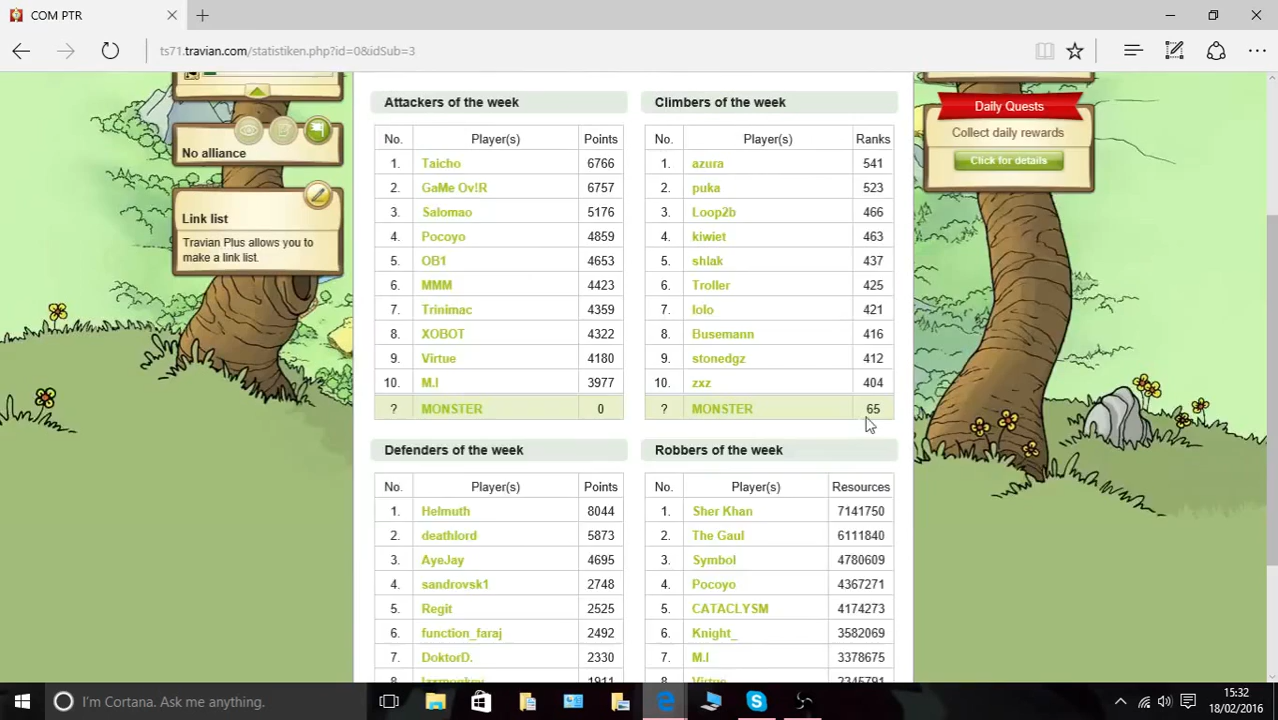 COM PTR
ts71.travian.com/statistiken.php?id=0&idSub=3
No alliance
Link list
Travian Plus allows you to
make a link list.
Attackers of the week
No. Player(s) Points
1. Taicho 6766
2. GaMe Ov!R 6757
3. Salomao 5176
4. Pocoyo 4859
5. OB1 4653
6. MMM 4423
7. Trinimac 4359
8. XOBOT 4322
9. Virtue 4180
10. M.I 3977
? MONSTER 0
Climbers of the week
No. Player(s) Ranks
1. azura 541
2. puka 523
3. Loop2b 466
4. kiwiet 463
5. shlak 437
6. Troller 425
7. lolo 421
8. Busemann 416
9. stonedgz 412
10. zxz 404
? MONSTER 65
Defenders of the week
No. Player(s) Points
1. Helmuth 8044
2. deathlord 5873
3. AyeJay 4695
4. sandrovsk1 2748
5. Regit 2525
6. function_faraj 2492
7. DoktorD. 2330
Robbers of the week
No. Player(s) Resources
1. Sher Khan 7141750
2. The Gaul 6111840
3. Symbol 4780609
4. Pocoyo 4367271
5. CATACLYSM 4174273
6. Knight_ 3582069
7. M.I 3378675
Daily Quests
Collect daily rewards
Click for details
I'm Cortana. Ask me anything.
15:32
18/02/2016